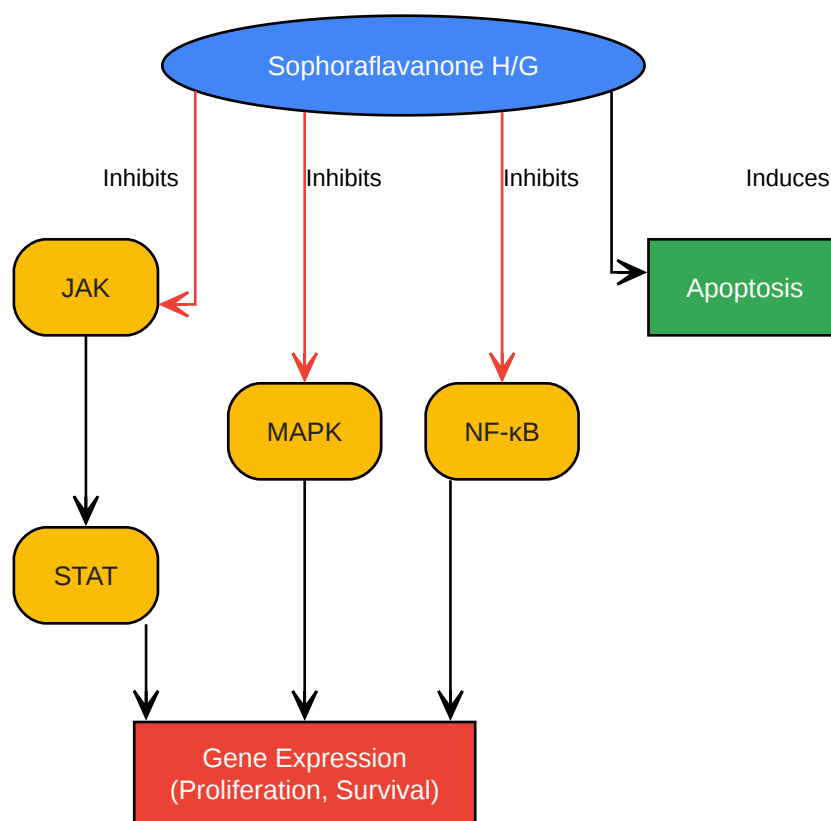 Sophoraflavanone H/G
Inhibits
Inhibits
Inhibits
Induces
JAK
Apoptosis
MAPK
NF-κB
STAT
Gene Expression
(Proliferation, Survival)